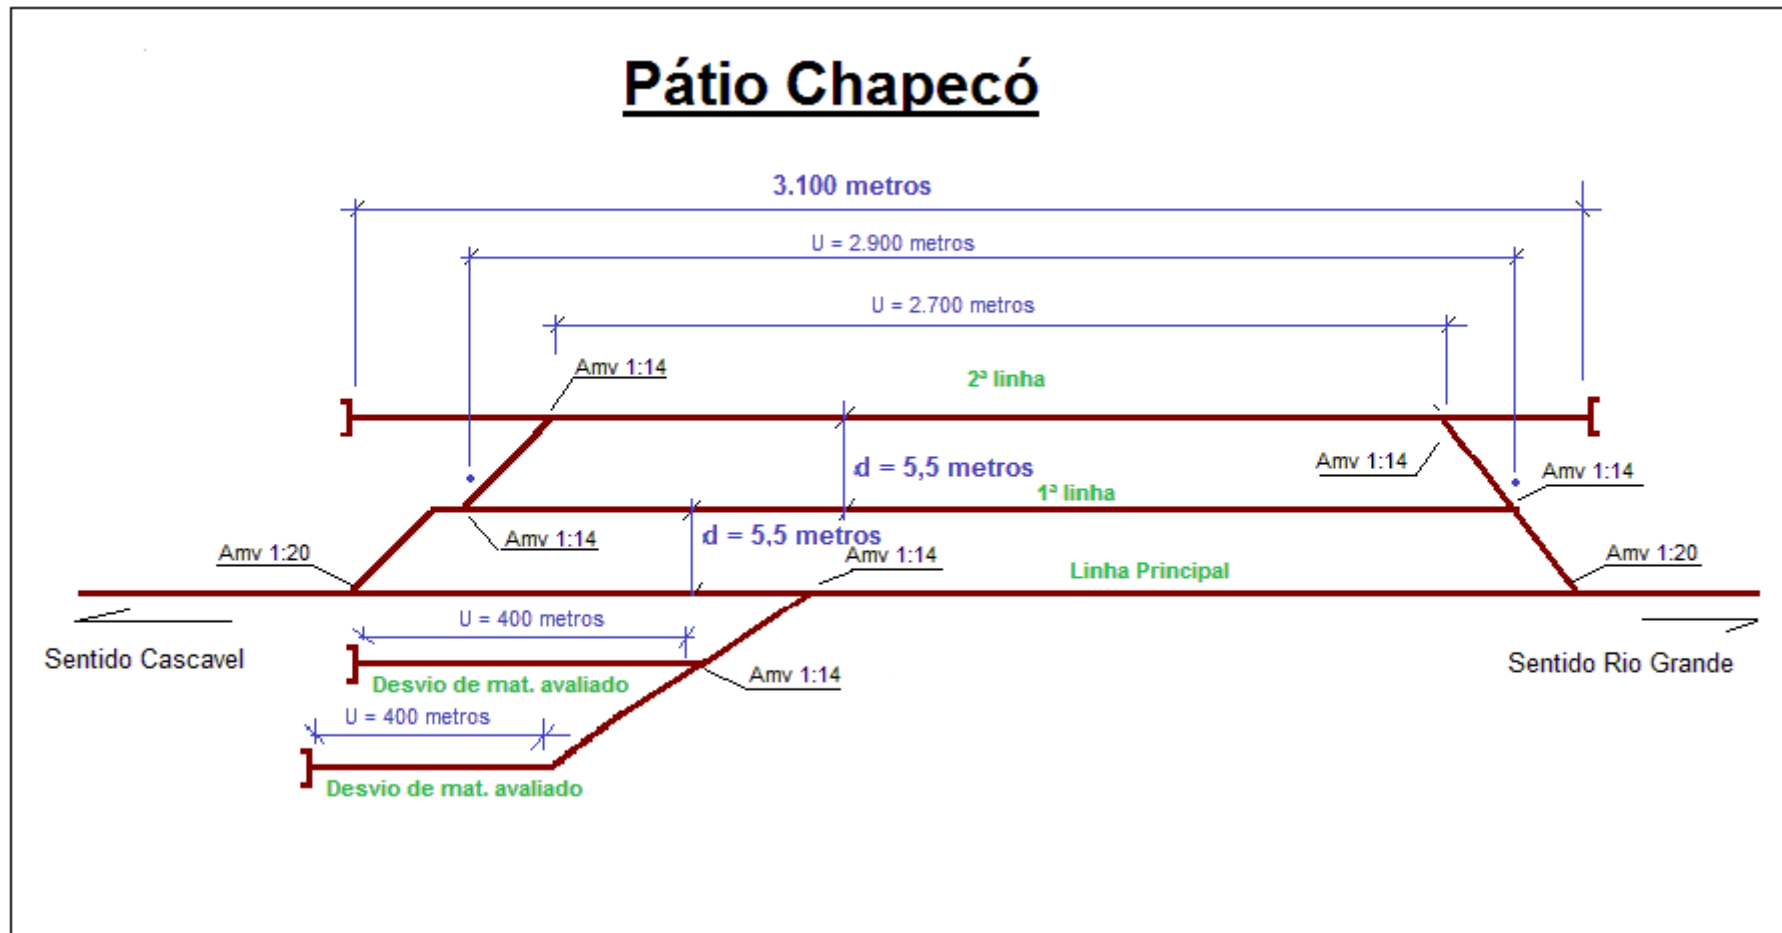 Pátio Chapecó
3.100 metros
U = 2.900 metros
U = 2.700 metros
Amv 1:14
2ª linha
Amv 1:14
d = 5,5 metros
Amv 1:14
1ª linha
Amv 1:14
d = 5,5 metros
Amv 1:14
Amv 1:20
Amv 1:20
Linha Principal
U = 400 metros
Sentido Cascavel
Sentido Rio Grande
Amv 1:14
Desvio de mat. avaliado
U = 400 metros
Desvio de mat. avaliado